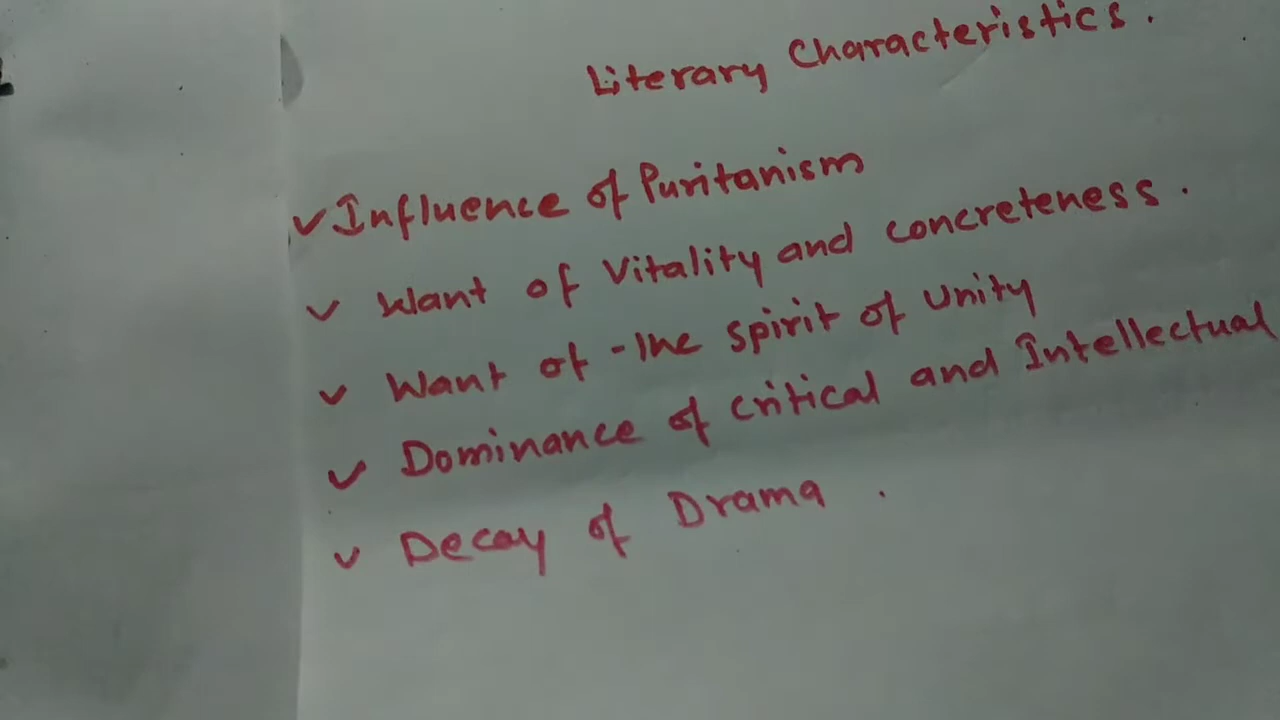 Literary Characteristics.
Influence of Puritanism
Want of Vitality and concreteness.
Want of the spirit of unity
Dominance of critical and Intellectual
Decay of Drama.